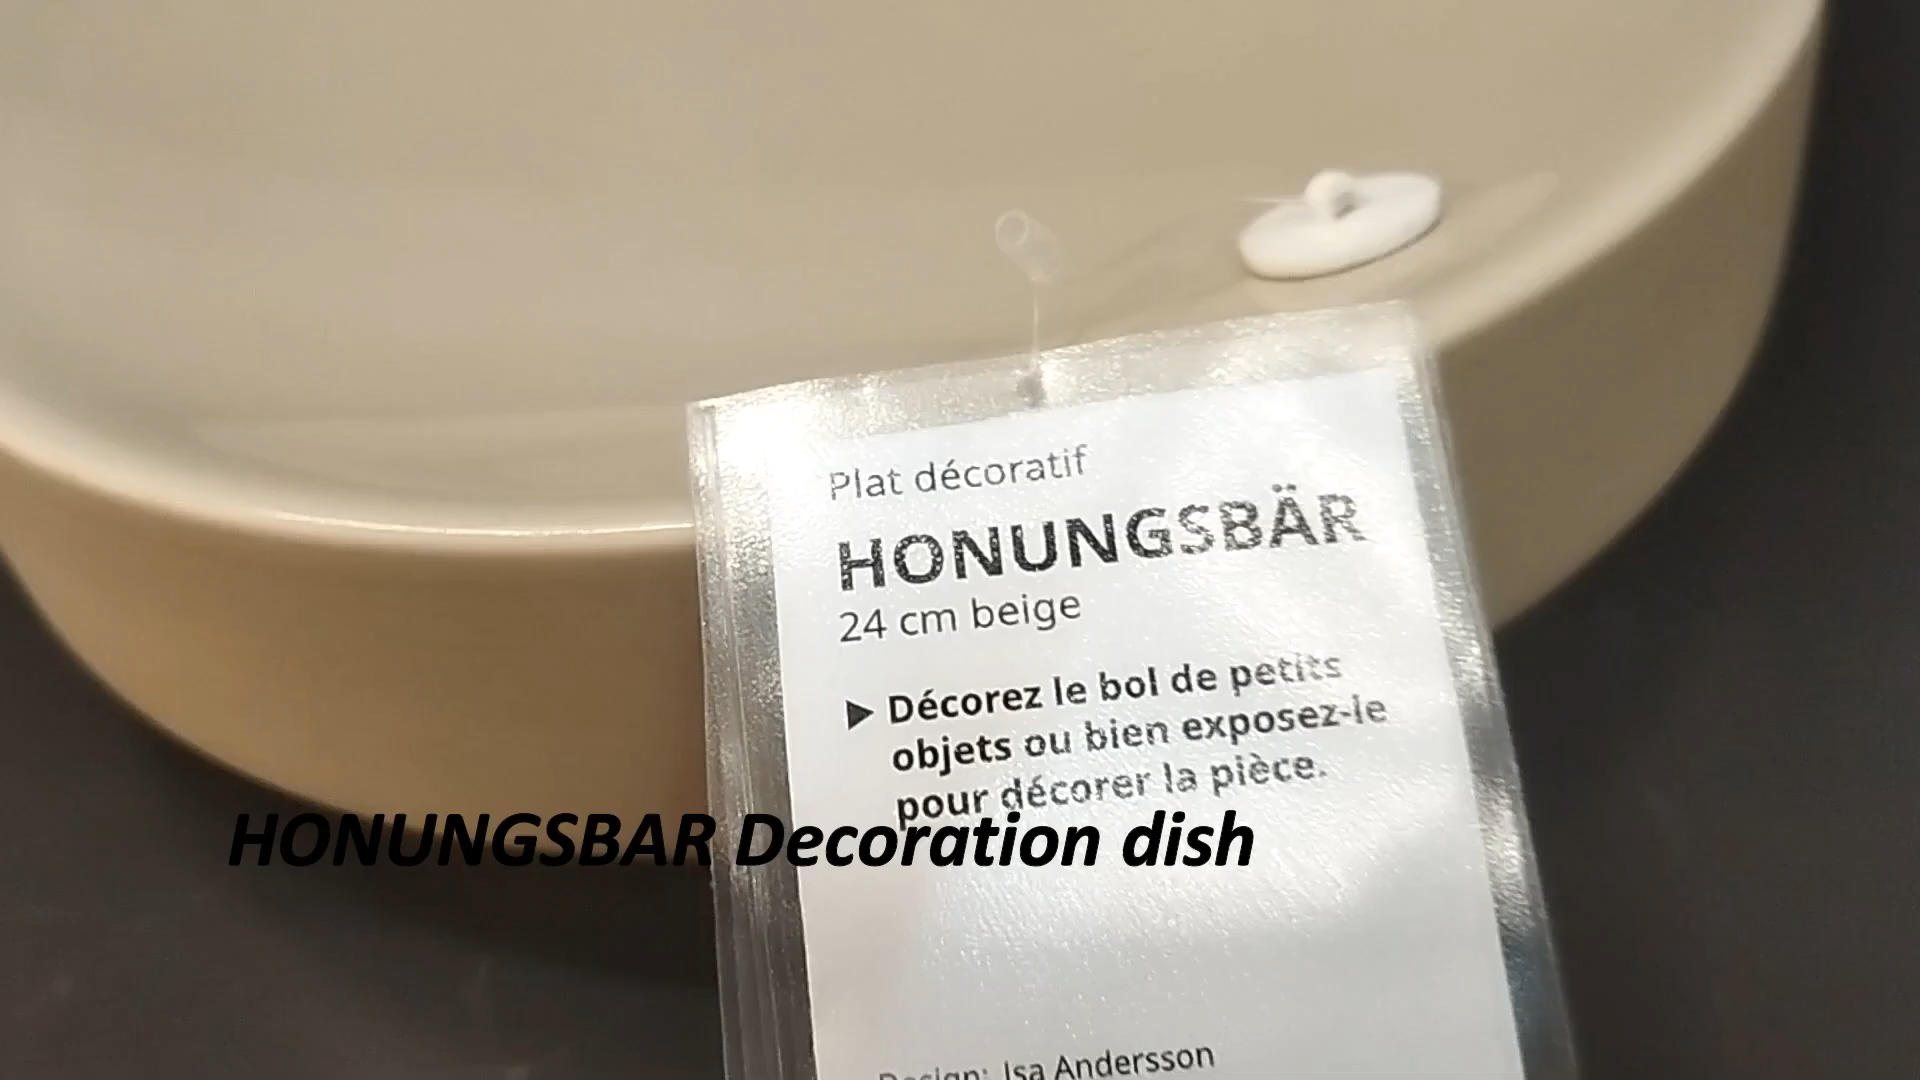 Plat décoratif
HONUNGSBÄR
24 cm beige
▶ Décorez le bol de petits
objets ou bien exposez-le
pour décorer la pièce.
HONUNGSBAR Decoration dish
Design: Isa Andersson